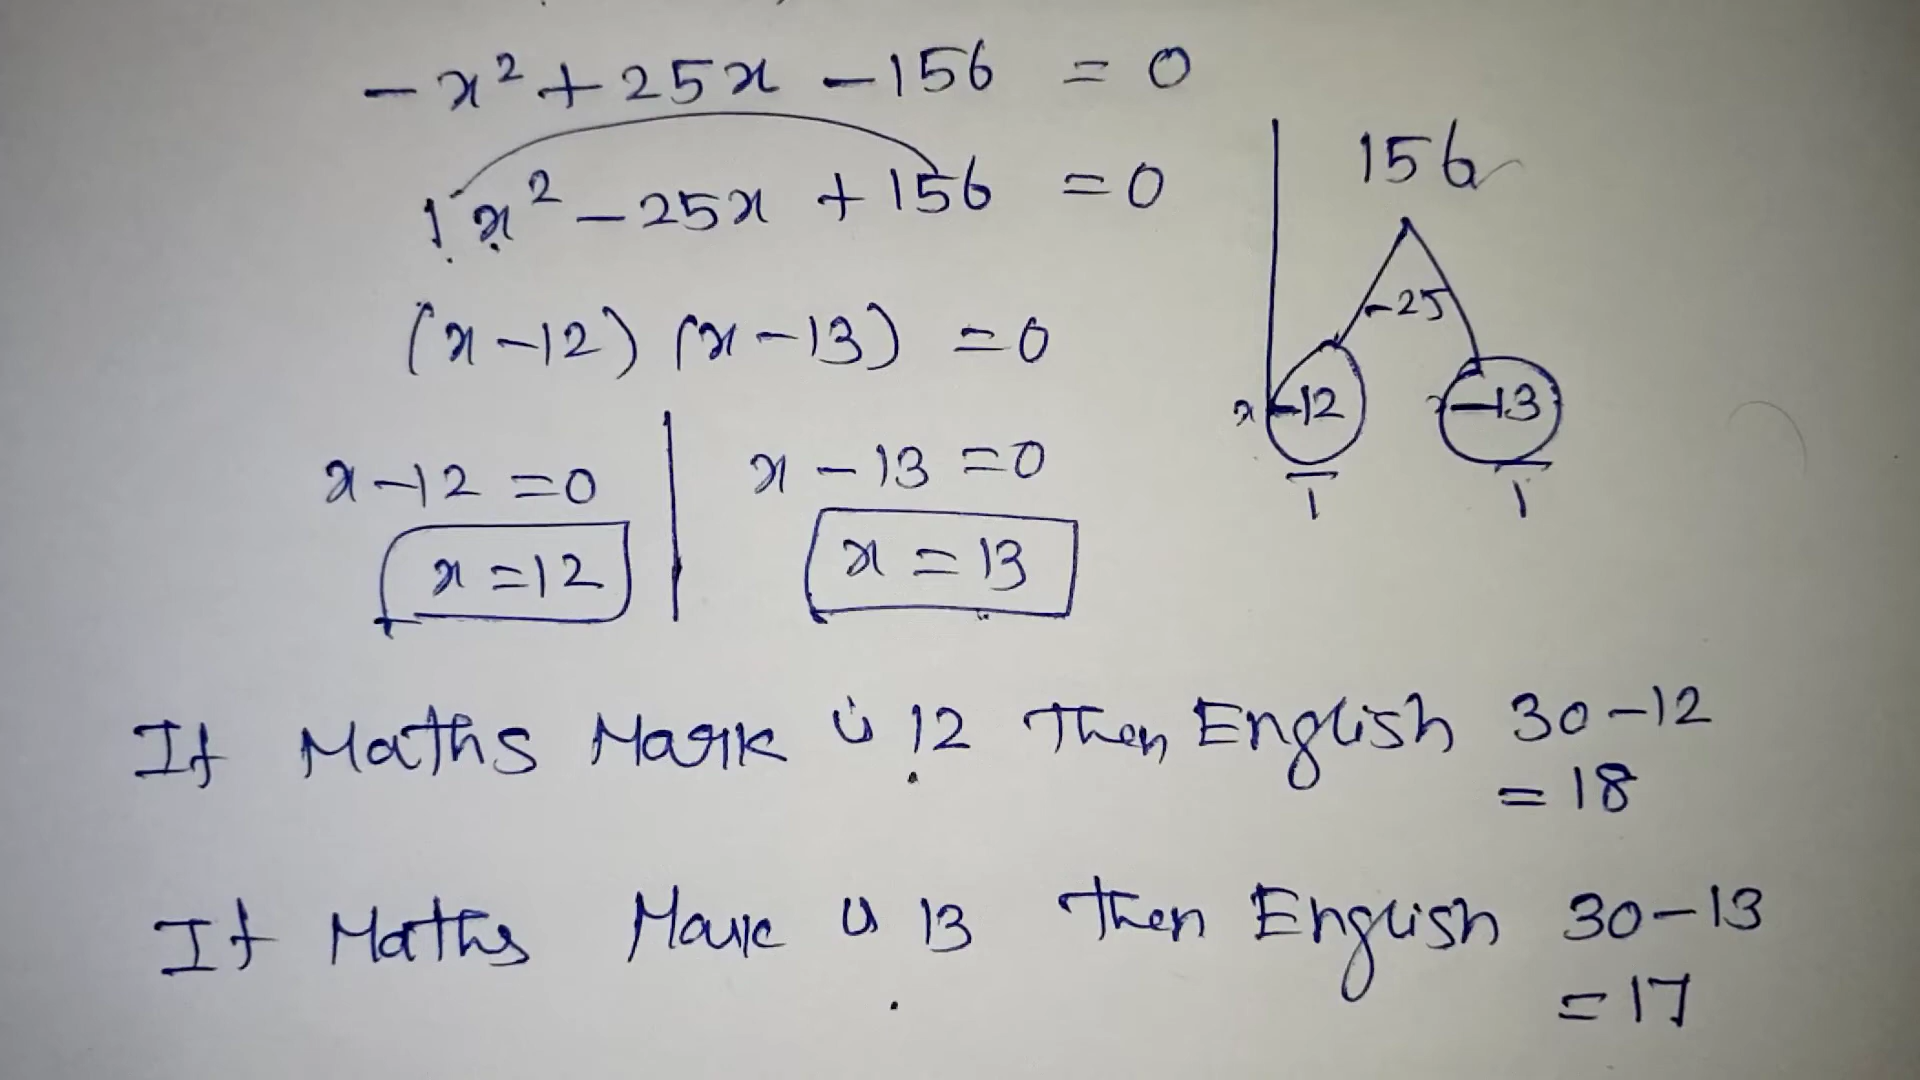 -x² + 25x - 156 = 0
1x² - 25x + 156 = 0
(x - 12) (x - 13) = 0
x - 12 = 0
x = 12
x - 13 = 0
x = 13
156
-25
x -12
x -13
1 1
If Maths Mark is 12 Then English 30 - 12
= 18
If Maths Mark is 13 then English 30 - 13
= 17